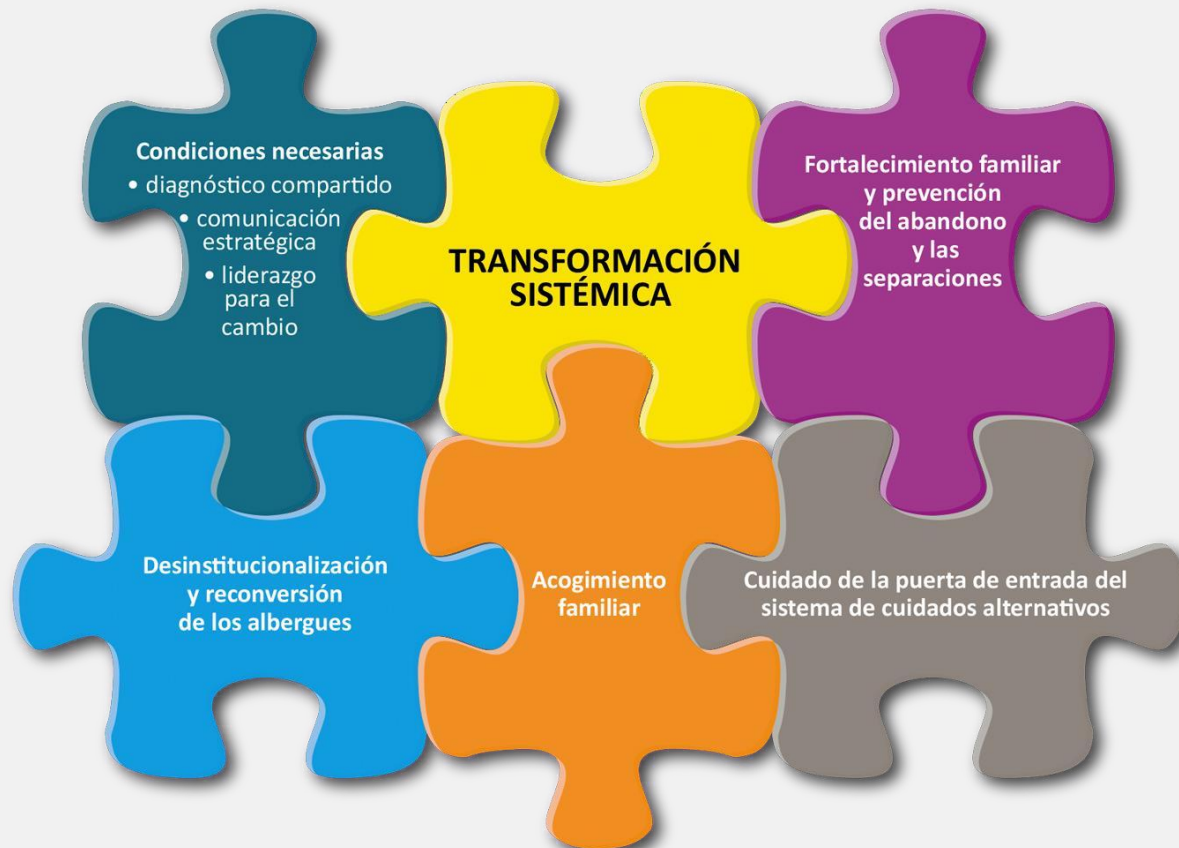 Condiciones necesarias
• diagnóstico compartido
• comunicación
estratégica
• liderazgo
para el
cambio
TRANSFORMACIÓN
SISTÉMICA
Fortalecimiento familiar
y prevención
del abandono
y las
separaciones
Desinstitucionalización
y reconversión
de los albergues
Acogimiento
familiar
Cuidado de la puerta de entrada del
sistema de cuidados alternativos